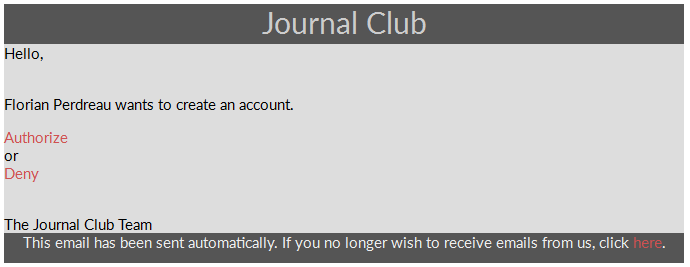 Journal Club
Hello,
Florian Perdreau wants to create an account.
Authorize
or
Deny
The Journal Club Team
This email has been sent automatically. If you no longer wish to receive emails from us, click here.